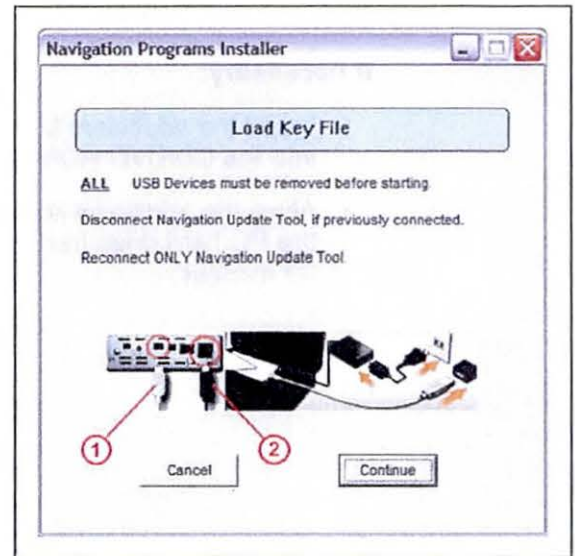 Navigation Programs Installer
Load Key File
ALL USB Devices must be removed before starting.
Disconnect Navigation Update Tool, if previously connected.
Reconnect ONLY Navigation Update Tool
1
2
Cancel
Continue